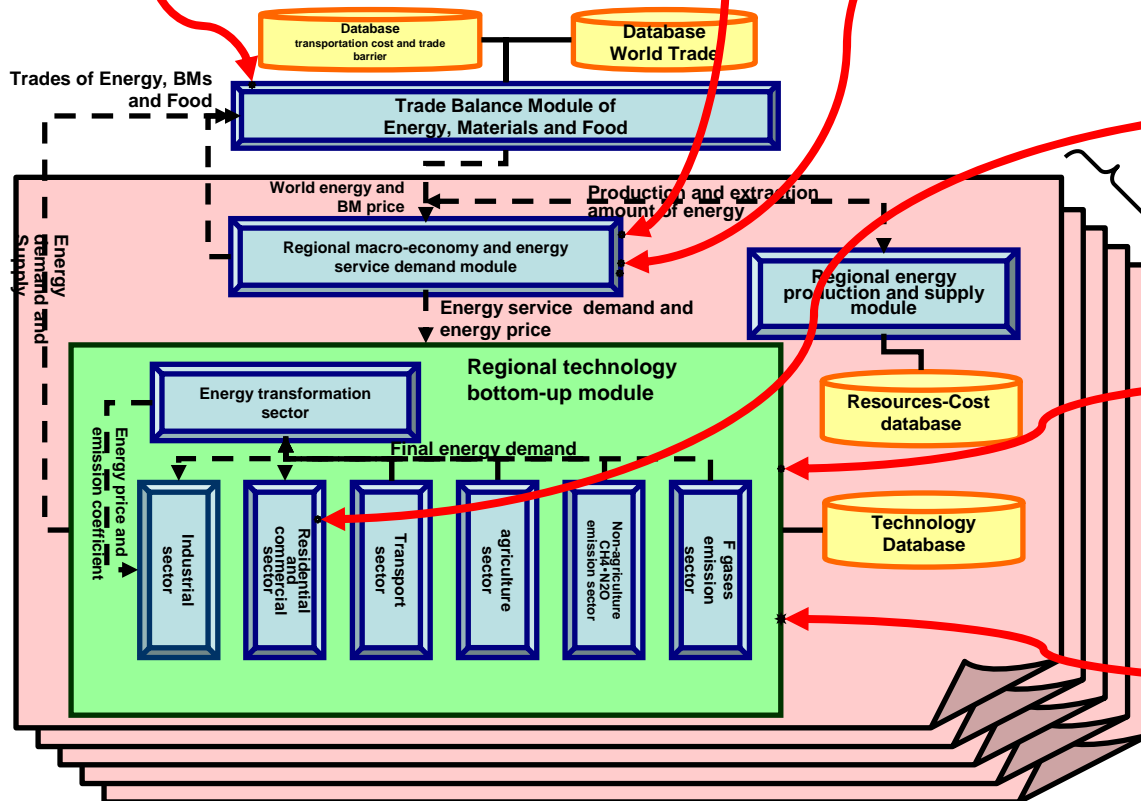 Database
transportation cost and trade
barrier
Database
World Trade
Trades of Energy, BMs
and Food
Trade Balance Module of
Energy, Materials and Food
World energy and
BM price
Production and extraction
amount of energy
Regional macro-economy and energy
service demand module
Regional energy
production and supply
module
Energy
demand and
Supply
Energy service demand and
energy price
Regional technology
bottom-up module
Energy transformation
sector
Resources-Cost
database
Final energy demand
Energy price and
emission coefficient
Industrial
sector
Residential
and
commercial
sector
Transport
sector
agriculture
sector
Non-agriculture
CH4・N2O
emission sector
F gases
emission
sector
Technology
Database